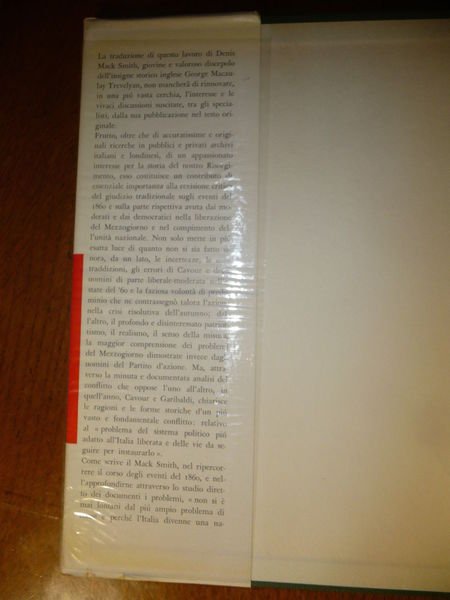 La traduzione di questo lavoro di Denis
Mack Smith, giovine e valoroso discepolo
dell'insigne storico inglese George Macau-
lay Trevelyan, non mancherà di rinnovare,
in una più vasta cerchia, l'interesse e le
vivaci discussioni suscitate, tra gli specia-
listi, dalla sua pubblicazione nel testo ori-
ginale.
Frutto, oltre che di accuratissime e origi-
nali ricerche in pubblici e privati archivi
italiani e londinesi, di un appassionato
interesse per la storia del nostro Risorgi-
mento, esso costituisce un contributo di
essenziale importanza alla revisione critica
del giudizio tradizionale sugli eventi del
1860 e sulla parte rispettiva avuta dai mo-
derati e dai democratici nella liberazione
del Mezzogiorno e nel compimento del-
l'unità nazionale. Non solo mette in più
esatta luce di quanto non si sia fatto
nora, da un lato, le incertezze, le
traddizioni, gli errori di Cavour e
uomini di parte liberale-moderata
state del '60 e la faziosa volontà di
minio che ne contrassegnò talora l'azione
nella crisi risolutiva dell'autunno;
l'altro, il profondo e disinteressato patriot-
tismo, il realismo, il senso della misura,
la maggior comprensione dei problemi
del Mezzogiorno dimostrate invece dagli
uomini del Partito d'azione. Ma, attra-
verso la minuta e documentata analisi del
conflitto che oppose l'uno all'altro, in
quell'anno, Cavour e Garibaldi, chiarisce
le ragioni e le forme storiche d'un più
vasto e fondamentale conflitto: relativo
al « problema del sistema politico più
adatto all'Italia liberata e delle vie da se-
guire per instaurarlo ».
Come scrive il Mack Smith, nel ripercor-
rere il corso degli eventi del 1860, e nel-
l'approfondirne attraverso lo studio diret-
to dei documenti i problemi, « non si è
mai lontani dal più ampio problema di
e perché l'Italia divenne una na-